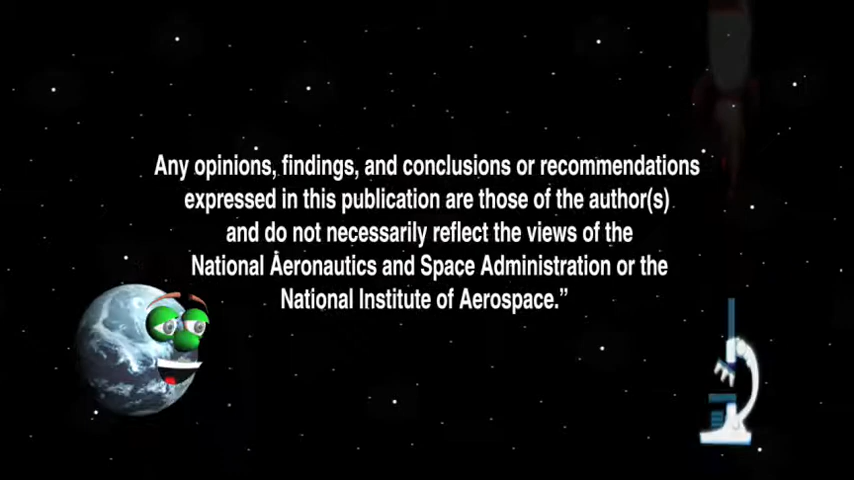 Any opinions, findings, and conclusions or recommendations
expressed in this publication are those of the author(s)
and do not necessarily reflect the views of the
National Aeronautics and Space Administration or the
National Institute of Aerospace.”